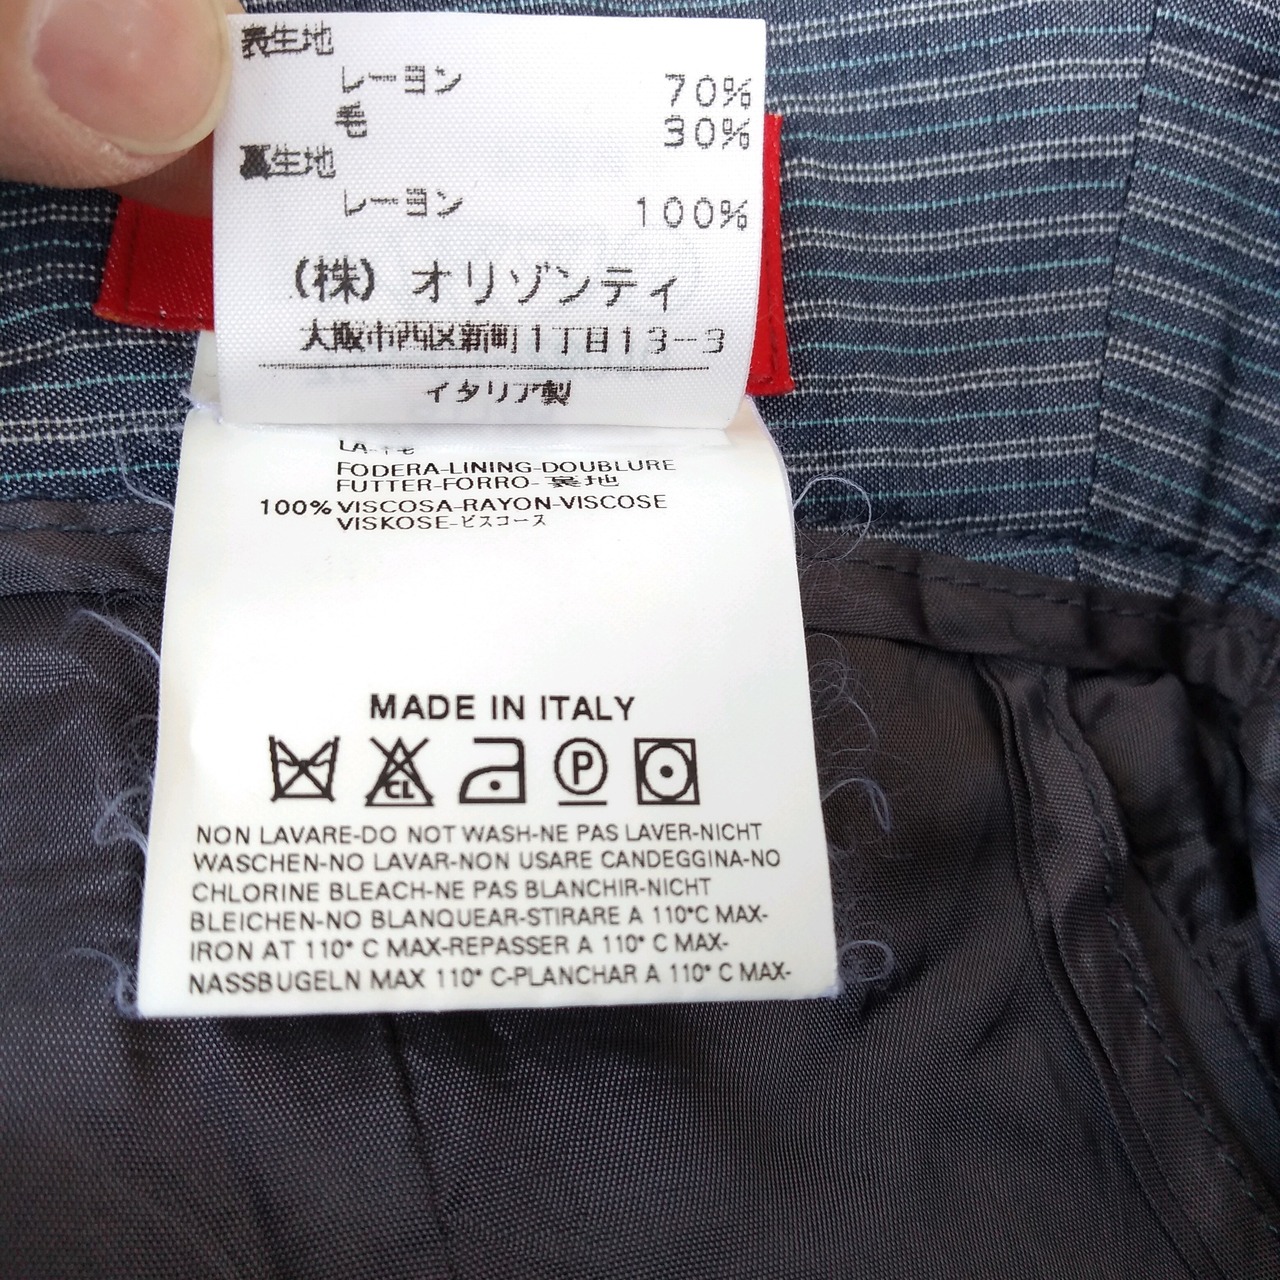 表生地
レーヨン 70%
毛 30%
裏生地
レーヨン 100%
(株) オリゾンティ
大阪市西区新町1丁目13-3
イタリア製
FODERA-LINING-DOUBLURE
FUTTER-FORRO-裏地
100% VISCOSA-RAYON-VISCOSE
VISKOSE-ビスコース
MADE IN ITALY
CL P
NON LAVARE-DO NOT WASH-NE PAS LAVER-NICHT
WASCHEN-NO LAVAR-NON USARE CANDEGGINA-NO
CHLORINE BLEACH-NE PAS BLANCHIR-NICHT
BLEICHEN-NO BLANQUEAR-STIRARE A 110°C MAX-
IRON AT 110° C MAX-REPASSER A 110° C MAX-
NASSBUGELN MAX 110° C-PLANCHAR A 110° C MAX-